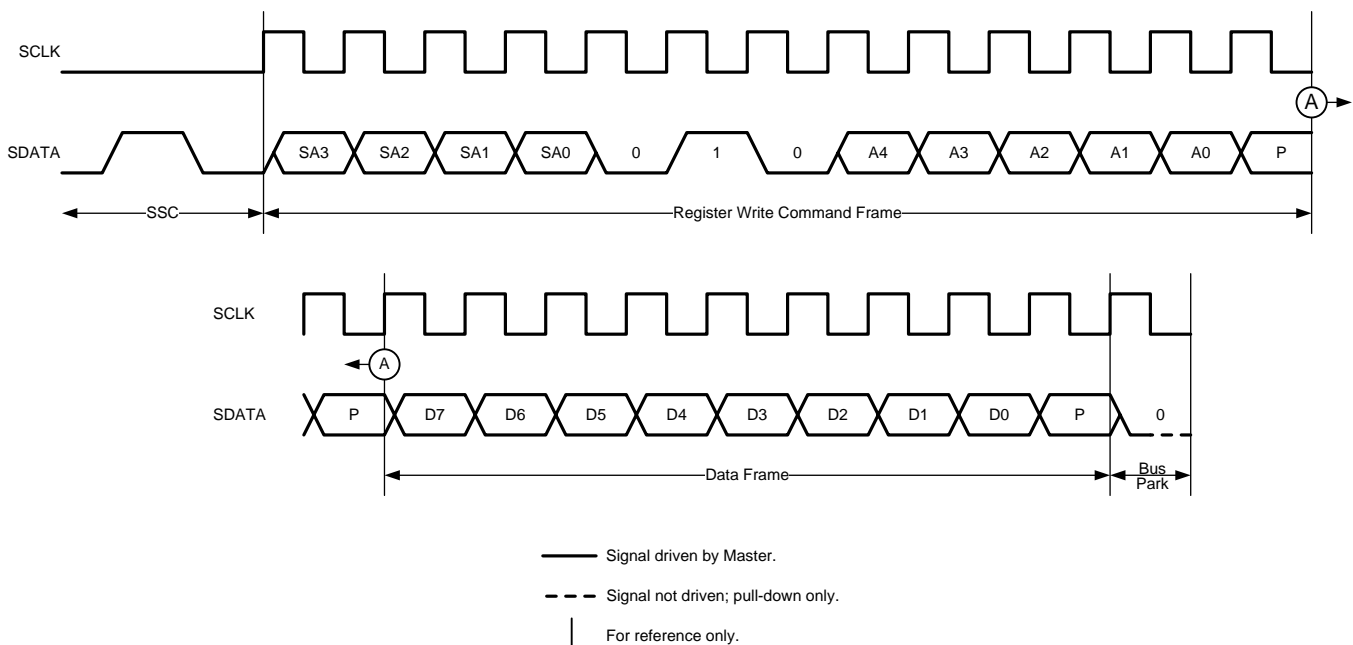 SCLK
A
SDATA
SA3 SA2 SA1 SA0 0 1 0 A4 A3 A2 A1 A0 P
SSC
Register Write Command Frame
SCLK
A
SDATA
P D7 D6 D5 D4 D3 D2 D1 D0 P 0
Data Frame
Bus
Park
Signal driven by Master.
Signal not driven; pull-down only.
For reference only.